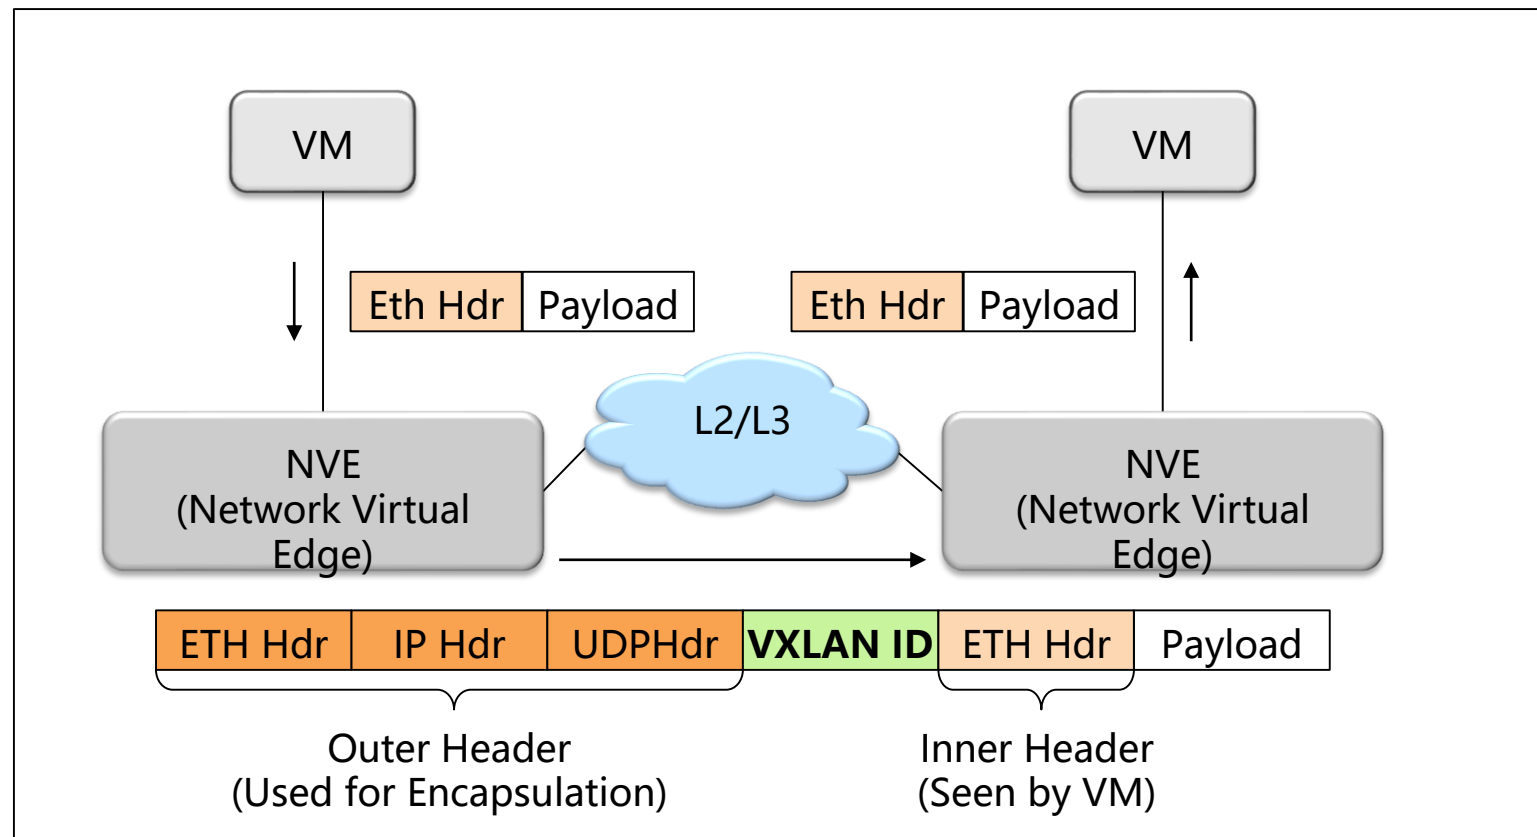 VM
VM
Eth Hdr Payload
Eth Hdr Payload
L2/L3
NVE
(Network Virtual
Edge)
NVE
(Network Virtual
Edge)
ETH Hdr IP Hdr UDPHdr VXLAN ID ETH Hdr Payload
Outer Header
(Used for Encapsulation)
Inner Header
(Seen by VM)